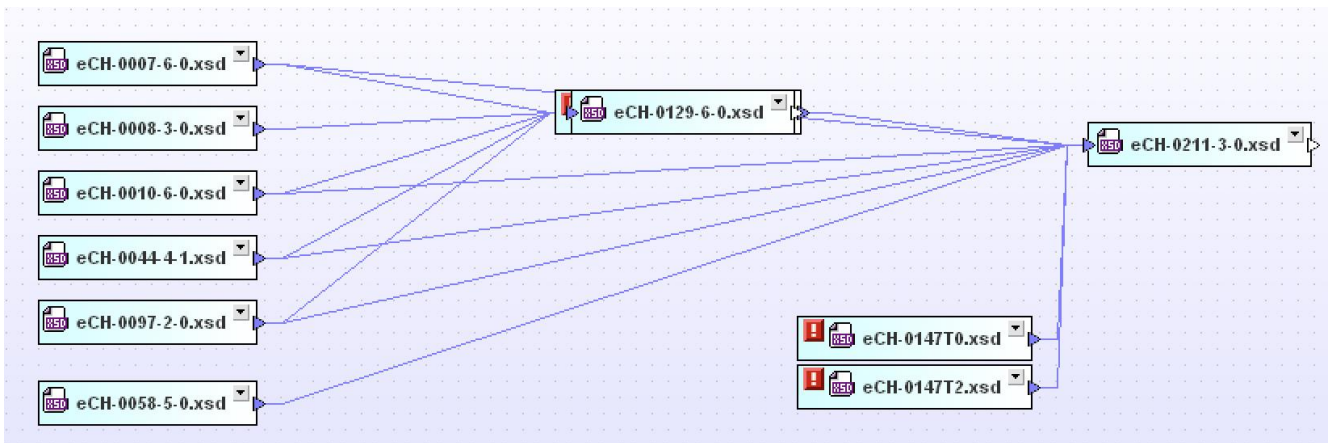 eCH-0007-6-0.xsd
eCH-0008-3-0.xsd
eCH-0010-6-0.xsd
eCH-0044-4-1.xsd
eCH-0097-2-0.xsd
eCH-0058-5-0.xsd
eCH-0129-6-0.xsd
eCH-0211-3-0.xsd
eCH-0147T0.xsd
eCH-0147T2.xsd